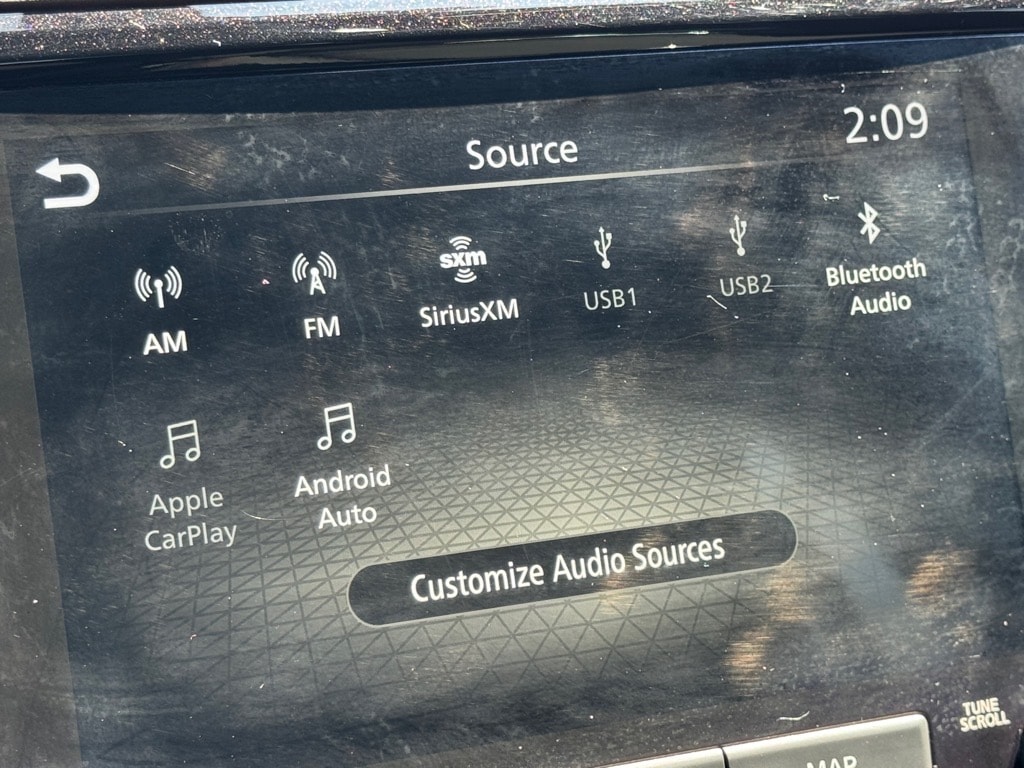 Source
2:09
sxm
AM
FM
SiriusXM
USB1
USB2
Bluetooth
Audio
Apple
CarPlay
Android
Auto
Customize Audio Sources
TUNE
SCROLL
MAP